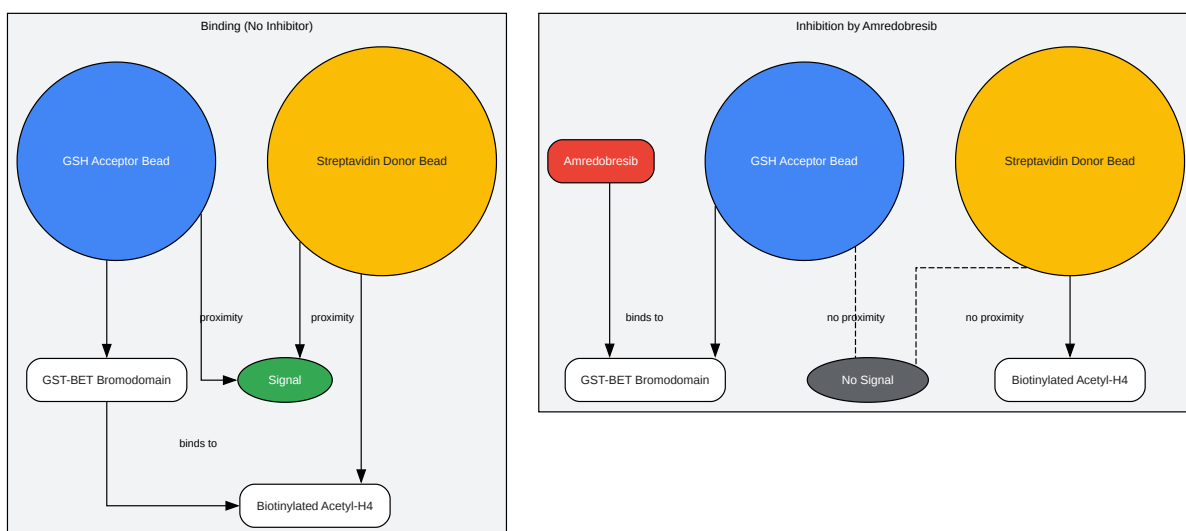 Binding (No Inhibitor)
GSH Acceptor Bead
Streptavidin Donor Bead
proximity
proximity
GST-BET Bromodomain
Signal
binds to
Biotinylated Acetyl-H4
Inhibition by Amredobresib
Amredobresib
GSH Acceptor Bead
Streptavidin Donor Bead
binds to
no proximity
no proximity
GST-BET Bromodomain
No Signal
Biotinylated Acetyl-H4